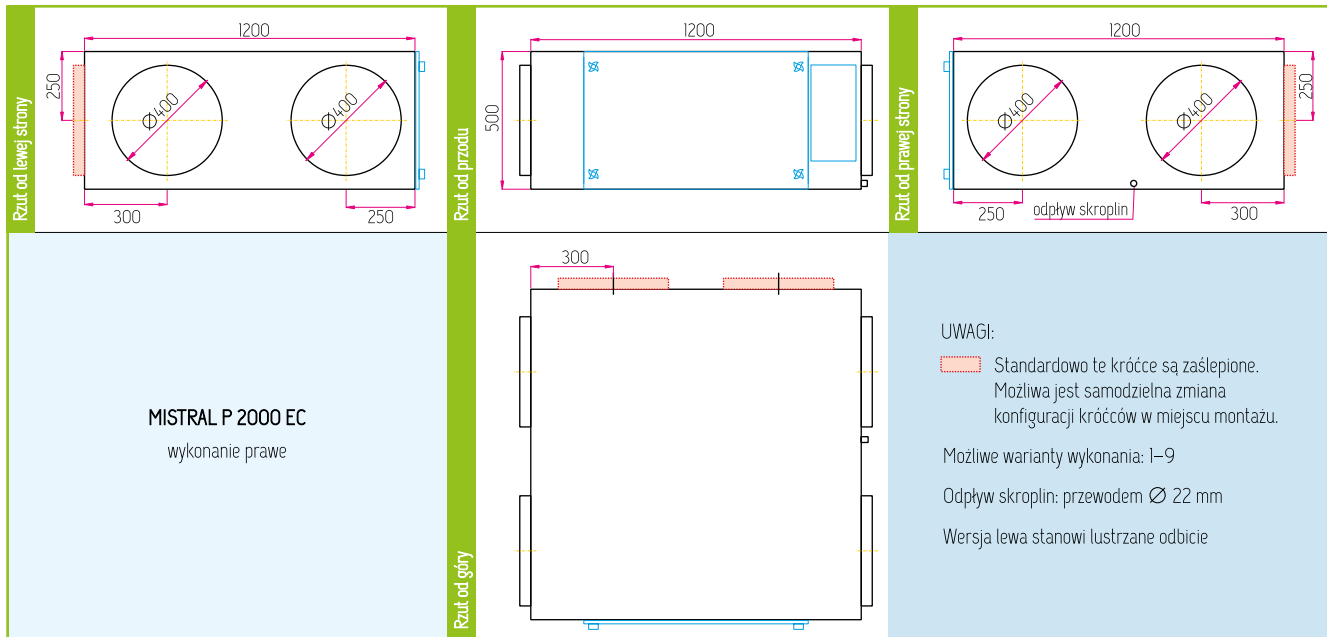 Rzut od lewej strony
1200
250
Ø400
Ø400
300
250
Rzut od przodu
1200
500
Rzut od prawej strony
1200
250
Ø400
Ø400
250
odpływ skroplin
300
MISTRAL P 2000 EC
wykonanie prawe
Rzut od góry
300
UWAGI:
Standardowo te króćce są zaślepione.
Możliwa jest samodzielna zmiana
konfiguracji króćców w miejscu montażu.
Możliwe warianty wykonania: 1–9
Odpływ skroplin: przewodem Ø 22 mm
Wersja lewa stanowi lustrzane odbicie